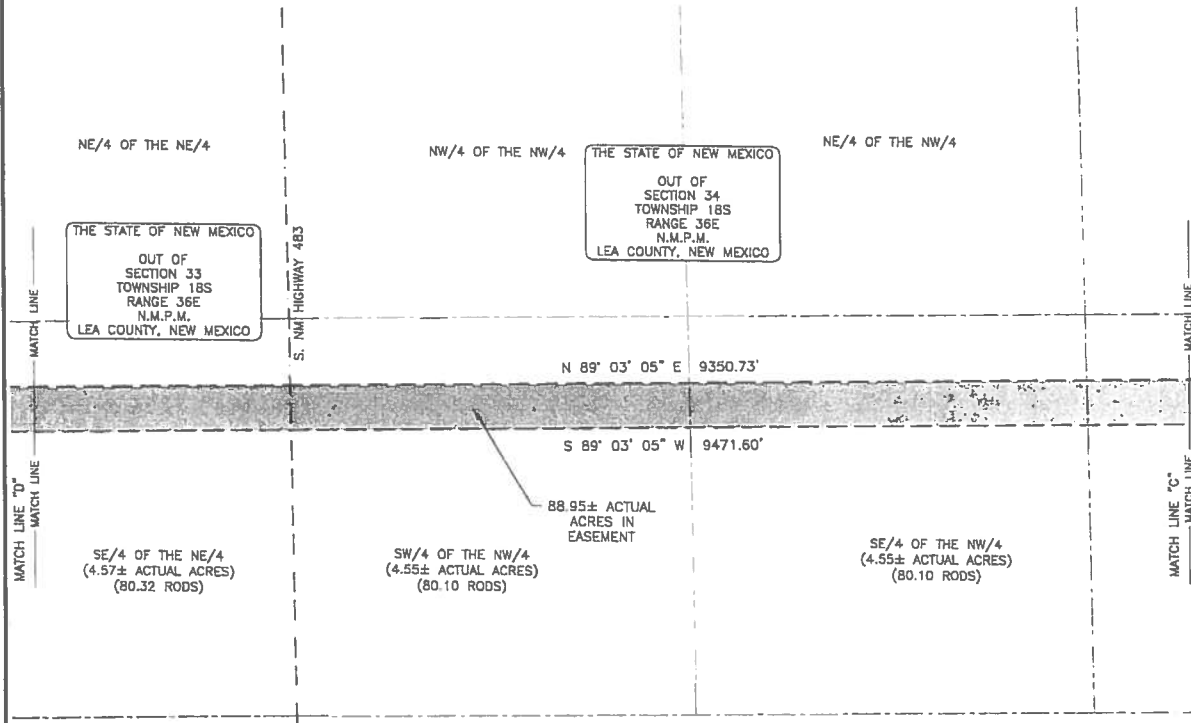 NE/4 OF THE NE/4
NW/4 OF THE NW/4
NE/4 OF THE NW/4
THE STATE OF NEW MEXICO
OUT OF
SECTION 34
TOWNSHIP 18S
RANGE 36E
N.M.P.M.
LEA COUNTY, NEW MEXICO
THE STATE OF NEW MEXICO
OUT OF
SECTION 33
TOWNSHIP 18S
RANGE 36E
N.M.P.M.
LEA COUNTY, NEW MEXICO
S. NM HIGHWAY 483
MATCH LINE
MATCH LINE
N 89° 03' 05" E 9350.73'
S 89° 03' 05" W 9471.60'
88.95± ACTUAL
ACRES IN
EASEMENT
MATCH LINE "D"
MATCH LINE
SE/4 OF THE NE/4
(4.57± ACTUAL ACRES)
(80.32 RODS)
SW/4 OF THE NW/4
(4.55± ACTUAL ACRES)
(80.10 RODS)
SE/4 OF THE NW/4
(4.55± ACTUAL ACRES)
(80.10 RODS)
MATCH LINE "C"
MATCH LINE